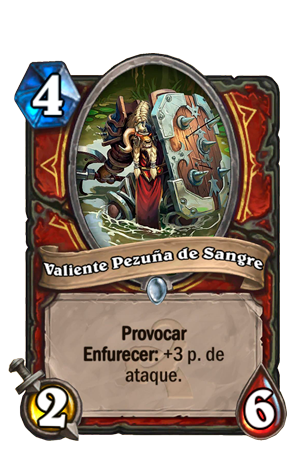 4
Valiente Pezuña de Sangre
Provocar
Enfurecer: +3 p. de
ataque.
2
6